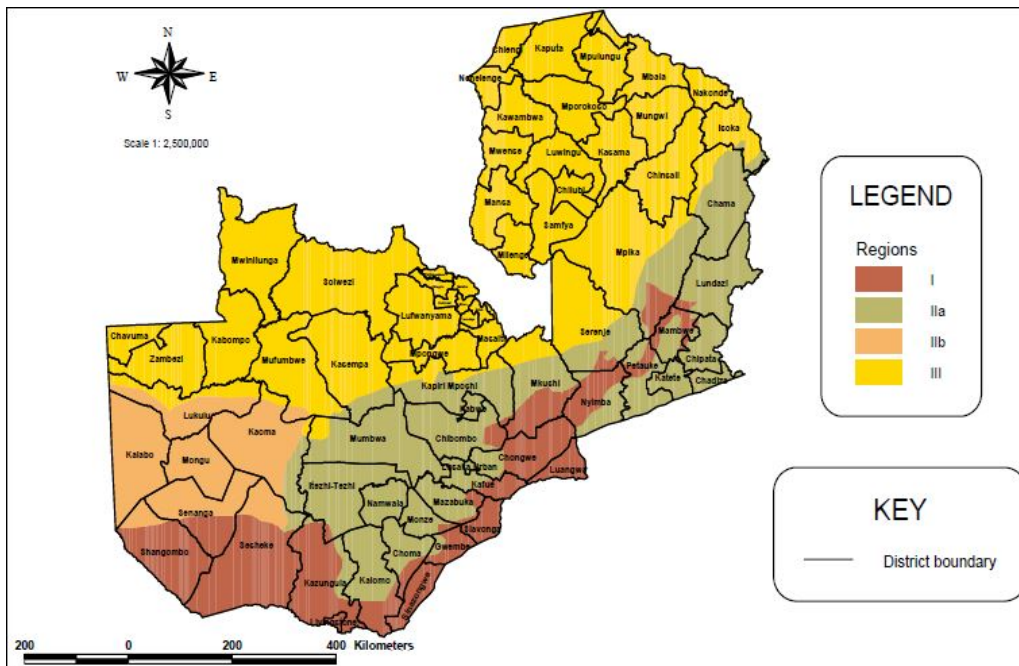 N
W
E
S
Scale 1: 2,500,000
Chiengi
Kaputa
Mpulungu
Mbala
Nakonde
Mporokoso
Kawambwa
Mungwi
Isoka
Mwense
Luwingu
Kasama
Chinsali
Chilubi
Mansa
Chama
Samfya
Milenge
Mpika
Mwinilunga
Solwezi
Lundazi
Lufwanyama
Serenje
Mambwe
Chavuma
Kabompo
Masaiti
Zambezi
Mufumbwe
Kasempa
Mpongwe
Chipata
Petauke
Katete
Chadiza
Kapiri Mposhi
Mkushi
Nyimba
Lukulu
Kabwe
Kaoma
Mumbwa
Chibombo
Kalabo
Mongu
Chongwe
Lusaka Urban
Luangwa
Itezhi-Tezhi
Kafue
Namwala
Mazabuka
Senanga
Monze
Siavonga
Shangombo
Secheke
Choma
Gwembe
Kazungula
Kalomo
Sinazongwe
Livingstone
LEGEND
Regions
I
IIa
IIb
III
KEY
District boundary
200 0 200 400 Kilometers